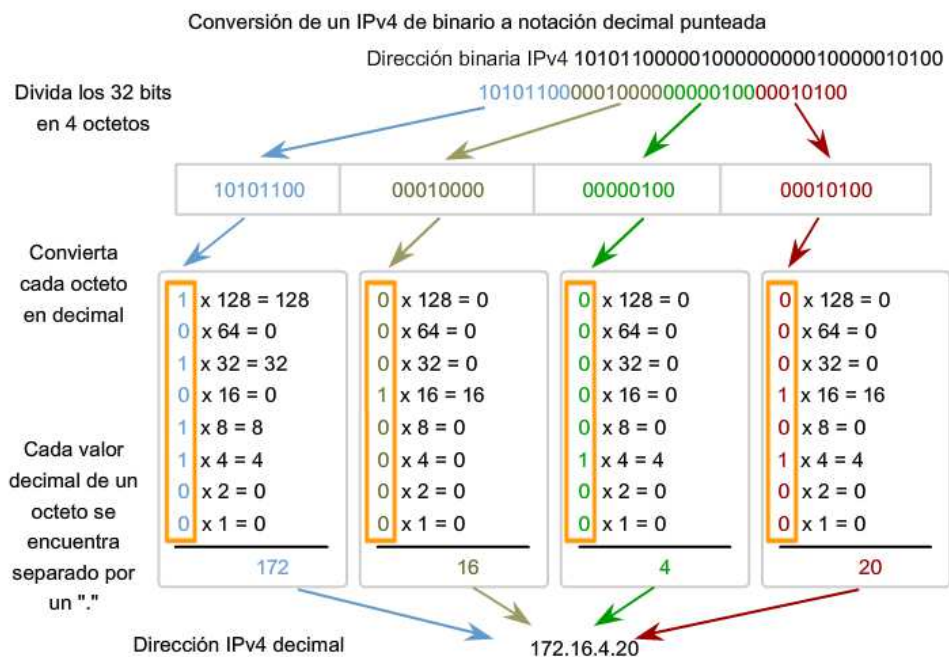 Conversión de un IPv4 de binario a notación decimal punteada
Dirección binaria IPv4 10101100000100000000010000010100
Divida los 32 bits
en 4 octetos
10101100000100000000010000010100
10101100 00010000 00000100 00010100
Convierta
cada octeto
en decimal
1 x 128 = 128
0 x 64 = 0
1 x 32 = 32
0 x 16 = 0
1 x 8 = 8
1 x 4 = 4
0 x 2 = 0
0 x 1 = 0
172
0 x 128 = 0
0 x 64 = 0
0 x 32 = 0
1 x 16 = 16
0 x 8 = 0
0 x 4 = 0
0 x 2 = 0
0 x 1 = 0
16
0 x 128 = 0
0 x 64 = 0
0 x 32 = 0
0 x 16 = 0
0 x 8 = 0
1 x 4 = 4
0 x 2 = 0
0 x 1 = 0
4
0 x 128 = 0
0 x 64 = 0
0 x 32 = 0
1 x 16 = 16
0 x 8 = 0
1 x 4 = 4
0 x 2 = 0
0 x 1 = 0
20
Cada valor
decimal de un
octeto se
encuentra
separado por
un "."
Dirección IPv4 decimal
172.16.4.20